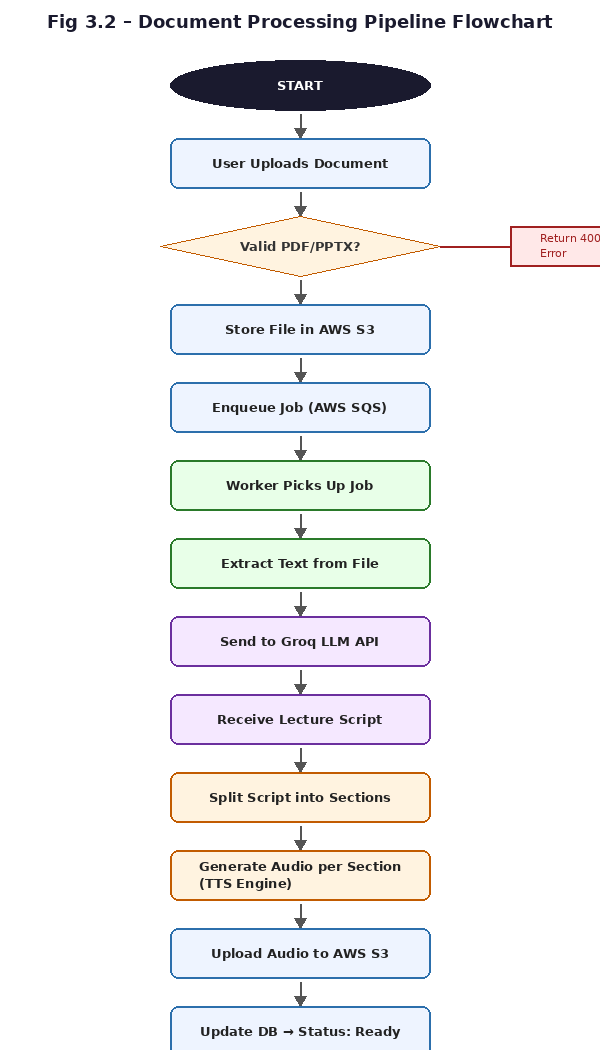 Fig 3.2 – Document Processing Pipeline Flowchart
START
User Uploads Document
Valid PDF/PPTX?
Return 400
Error
Store File in AWS S3
Enqueue Job (AWS SQS)
Worker Picks Up Job
Extract Text from File
Send to Groq LLM API
Receive Lecture Script
Split Script into Sections
Generate Audio per Section
(TTS Engine)
Upload Audio to AWS S3
Update DB → Status: Ready